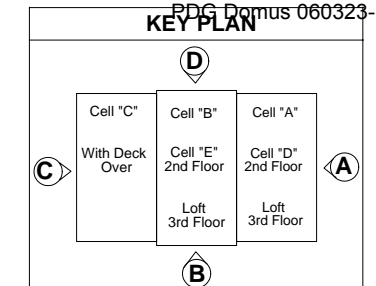 PDG Domus 060323-
KEY PLAN
D
Cell "C"
With Deck
Over
Cell "B"
Cell "E"
2nd Floor
Loft
3rd Floor
Cell "A"
Cell "D"
2nd Floor
Loft
3rd Floor
C
A
B